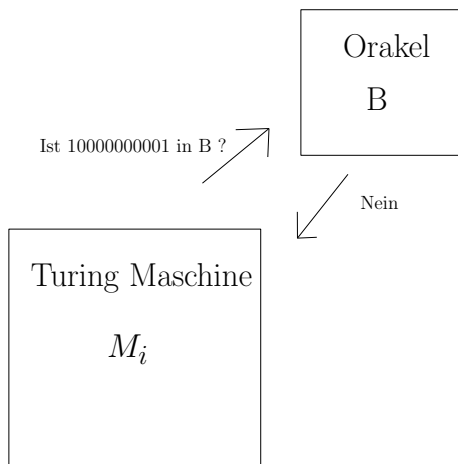 Orakel
B
Ist 10000000001 in B ?
Nein
Turing Maschine
M_i